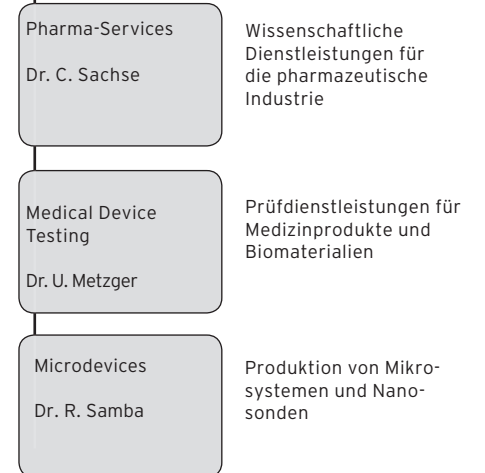 Pharma-Services
Dr. C. Sachse
Wissenschaftliche
Dienstleistungen für
die pharmazeutische
Industrie
Medical Device
Testing
Dr. U. Metzger
Prüfdienstleistungen für
Medizinprodukte und
Biomaterialien
Microdevices
Dr. R. Samba
Produktion von Mikro-
systemen und Nano-
sonden